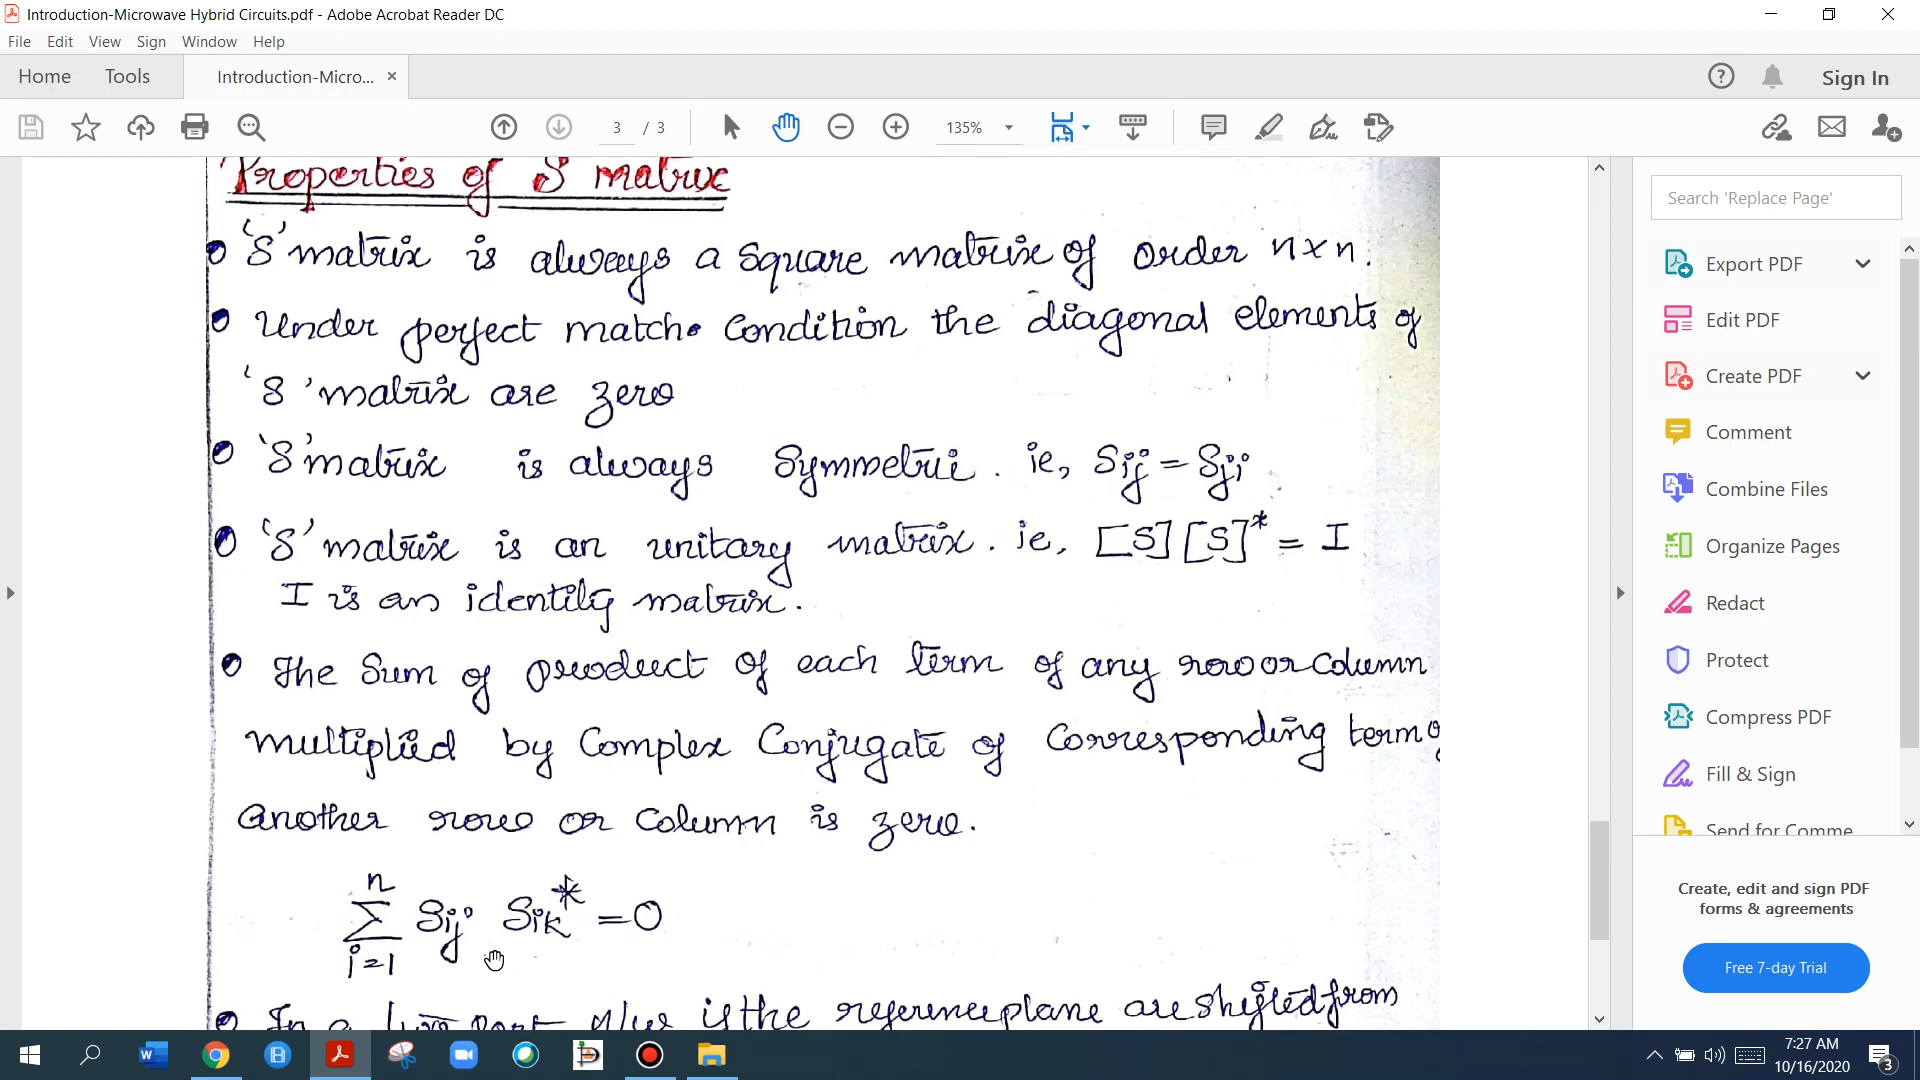 Introduction-Microwave Hybrid Circuits.pdf - Adobe Acrobat Reader DC
File Edit View Sign Window Help
Home Tools Introduction-Micro... × Sign In
3 / 3 135%
Properties of S matrix
'S' matrix is always a square matrix of order n×n.
Under perfect match. Condition the diagonal elements of
'S' matrix are zero
'S' matrix is always Symmetric. ie, Sij = Sji
'S' matrix is an unitary matrix. ie, [S] [S]* = I
I is an identity matrix.
The Sum of product of each term of any row or column
multiplied by Complex Conjugate of Corresponding term o
another row or column is zero.
n
∑ Sij Sik* = 0
i=1
In a two port n/w is the reference plane are shifted from
Search 'Replace Page'
Export PDF
Edit PDF
Create PDF
Comment
Combine Files
Organize Pages
Redact
Protect
Compress PDF
Fill & Sign
Send for Comme
Create, edit and sign PDF
forms & agreements
Free 7-day Trial
7:27 AM
10/16/2020
3